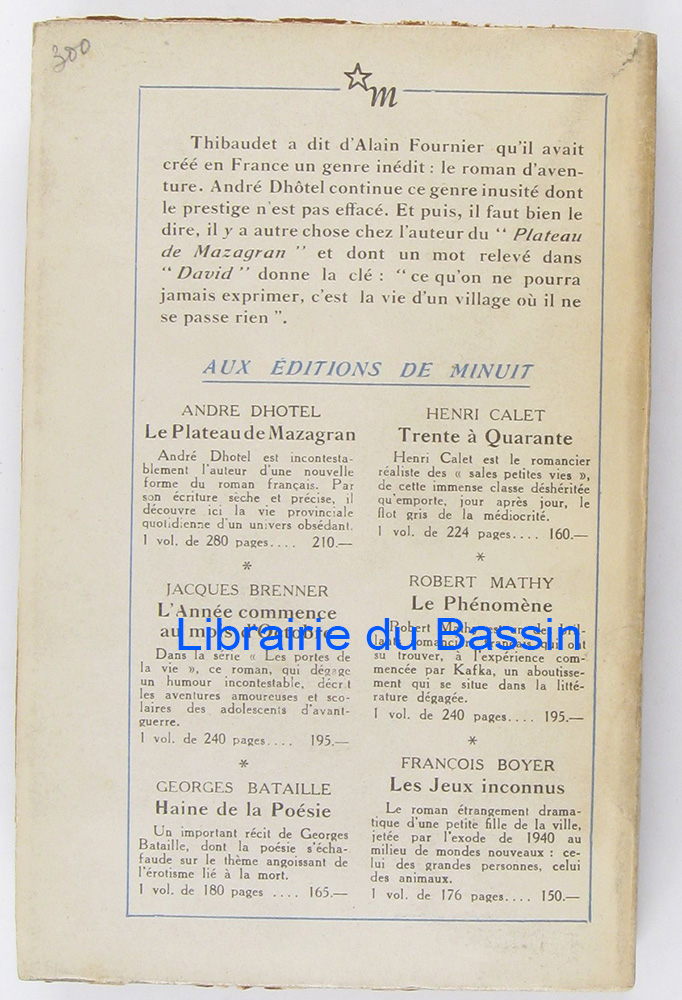 300
m
Thibaudet a dit d'Alain Fournier qu'il avait
créé en France un genre inédit : le roman d'aven-
ture. André Dhôtel continue ce genre inusité dont
le prestige n'est pas effacé. Et puis, il faut bien le
dire, il y a autre chose chez l'auteur du “ Plateau
de Mazagran ” et dont un mot relevé dans
“ David ” donne la clé : “ ce qu'on ne pourra
jamais exprimer, c'est la vie d'un village où il ne
se passe rien ”.
AUX ÉDITIONS DE MINUIT
ANDRE DHOTEL
Le Plateau de Mazagran
André Dhotel est incontesta-
blement l'auteur d'une nouvelle
forme du roman français. Par
son écriture sèche et précise, il
découvre ici la vie provinciale
quotidienne d'un univers obsédant.
1 vol. de 280 pages.... 210.—
*
JACQUES BRENNER
L'Année commence
au mois d'Octobre
Dans la série « Les portes de
la vie », ce roman, qui dégage
un humour incontestable, décrit
les aventures amoureuses et sco-
laires des adolescents d'avant-
guerre.
1 vol. de 240 pages.... 195.—
*
GEORGES BATAILLE
Haine de la Poésie
Un important récit de Georges
Bataille, dont la poésie s'écha-
faude sur le thème angoissant de
l'érotisme lié à la mort.
1 vol. de 180 pages .... 165.—
HENRI CALET
Trente à Quarante
Henri Calet est le romancier
réaliste des « sales petites vies »,
de cette immense classe déshéritée
qu'emporte, jour après jour, le
flot gris de la médiocrité.
1 vol. de 224 pages.... 160.—
*
ROBERT MATHY
Le Phénomène
Robert Mathy est un de
romanciers français qui ont
su trouver, à l'expérience com-
mencée par Kafka, un aboutisse-
ment qui se situe dans la litté-
rature dégagée.
1 vol. de 240 pages.... 195.—
*
FRANÇOIS BOYER
Les Jeux inconnus
Le roman étrangement drama-
tique d'une petite fille de la ville,
jetée par l'exode de 1940 au
milieu de mondes nouveaux : ce-
lui des grandes personnes, celui
des animaux.
1 vol. de 176 pages.... 150.—
Librairie du Bassin